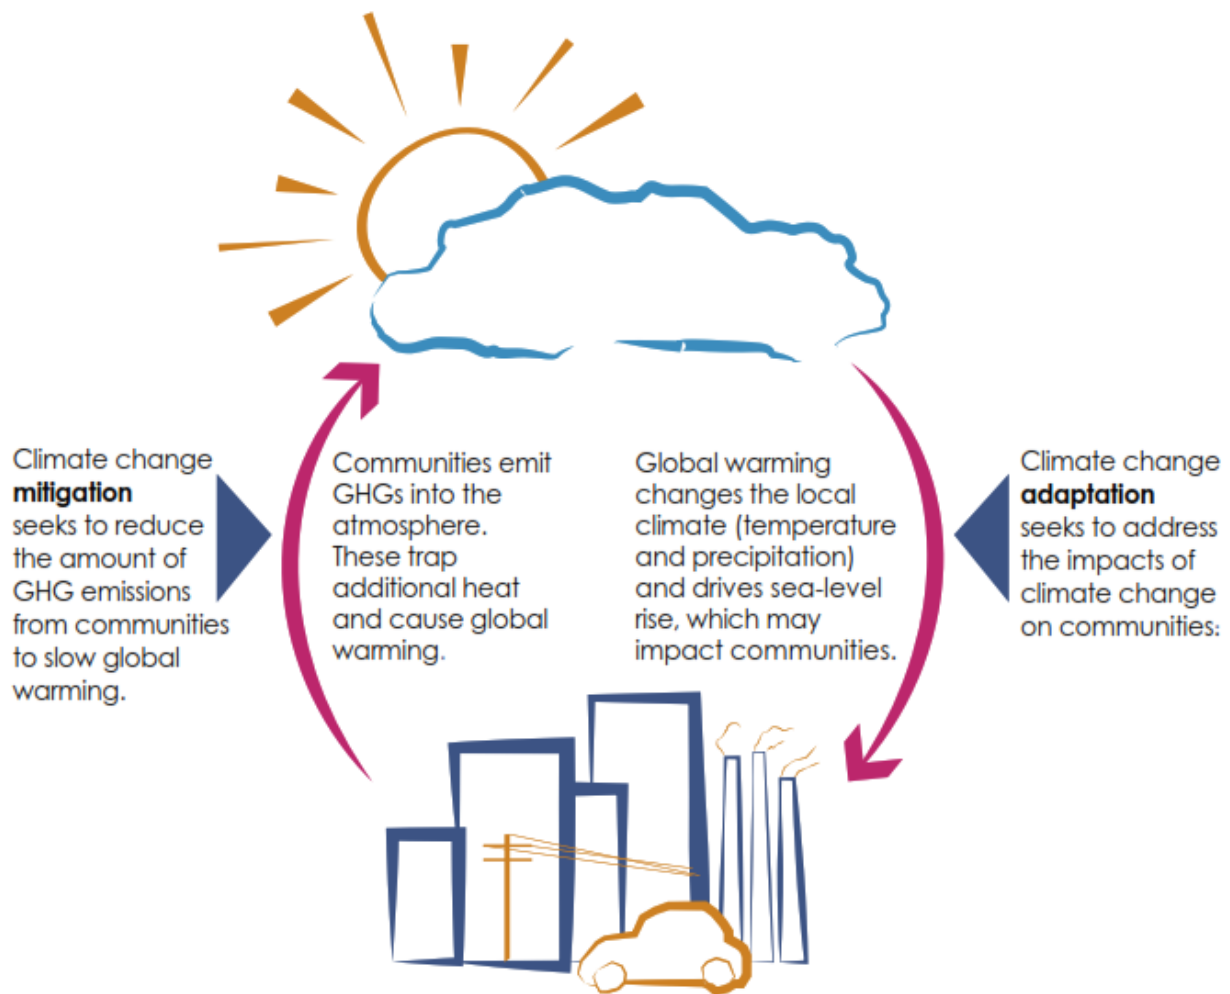 Climate change
mitigation
seeks to reduce
the amount of
GHG emissions
from communities
to slow global
warming.
Communities emit
GHGs into the
atmosphere.
These trap
additional heat
and cause global
warming.
Global warming
changes the local
climate (temperature
and precipitation)
and drives sea-level
rise, which may
impact communities.
Climate change
adaptation
seeks to address
the impacts of
climate change
on communities: